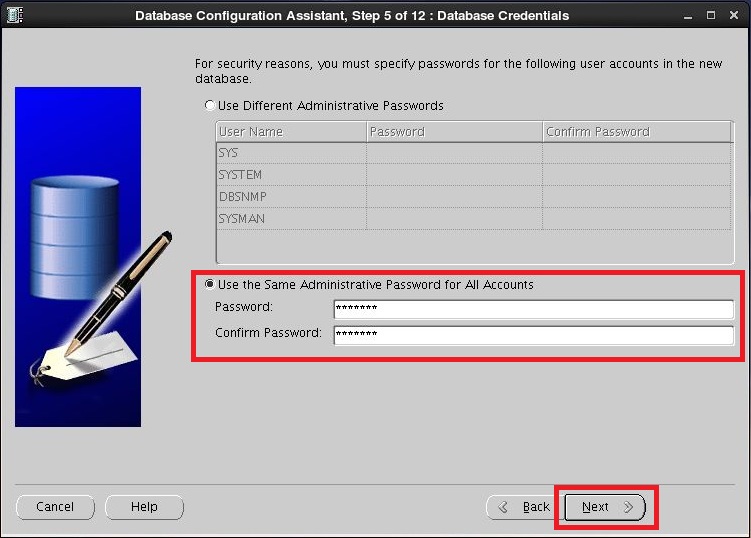 Database Configuration Assistant, Step 5 of 12 : Database Credentials
For security reasons, you must specify passwords for the following user accounts in the new
database.
Use Different Administrative Passwords
User Name Password Confirm Password
SYS
SYSTEM
DBSNMP
SYSMAN
Use the Same Administrative Password for All Accounts
Password: *******
Confirm Password: *******
Cancel Help Back Next